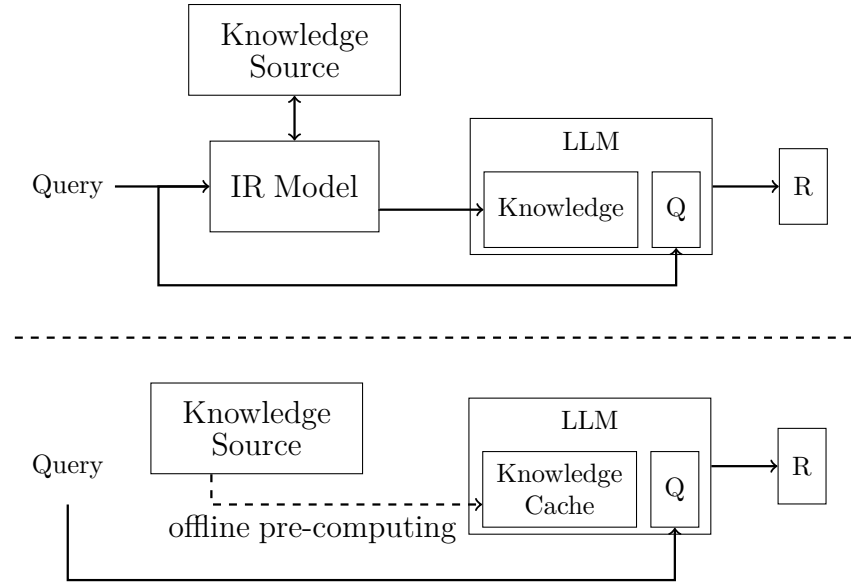 Knowledge
Source
LLM
Query
IR Model
Knowledge
Q
R
Knowledge
Source
LLM
Query
Knowledge
Cache
Q
R
offline pre-computing